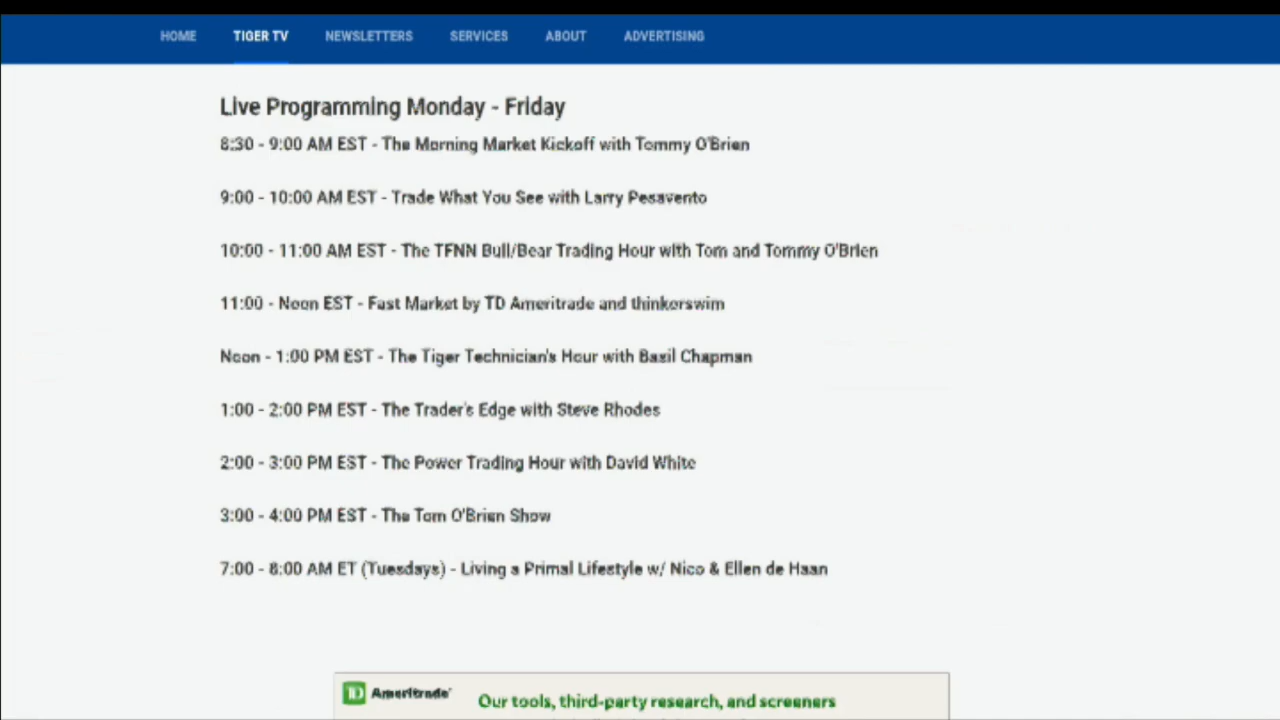 HOME TIGER TV NEWSLETTERS SERVICES ABOUT ADVERTISING
Live Programming Monday - Friday
8:30 - 9:00 AM EST - The Morning Market Kickoff with Tommy O'Brien
9:00 - 10:00 AM EST - Trade What You See with Larry Pesavento
10:00 - 11:00 AM EST - The TFNN Bull/Bear Trading Hour with Tom and Tommy O'Brien
11:00 - Noon EST - Fast Market by TD Ameritrade and thinkorswim
Noon - 1:00 PM EST - The Tiger Technician's Hour with Basil Chapman
1:00 - 2:00 PM EST - The Trader's Edge with Steve Rhodes
2:00 - 3:00 PM EST - The Power Trading Hour with David White
3:00 - 4:00 PM EST - The Tom O'Brien Show
7:00 - 8:00 AM ET (Tuesdays) - Living a Primal Lifestyle w/ Nico & Ellen de Haan
TD Ameritrade
Our tools, third-party research, and screeners